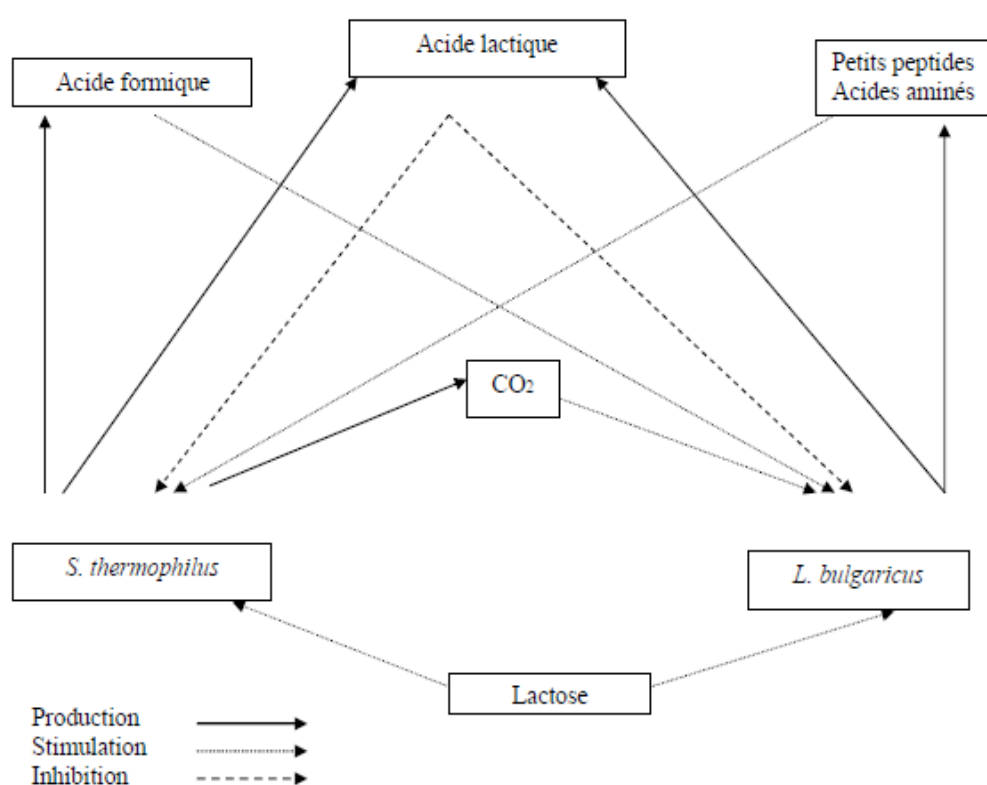 Acide lactique
Acide formique
Petits peptides
Acides aminés
CO2
S. thermophilus
L. bulgaricus
Lactose
Production
Stimulation
Inhibition